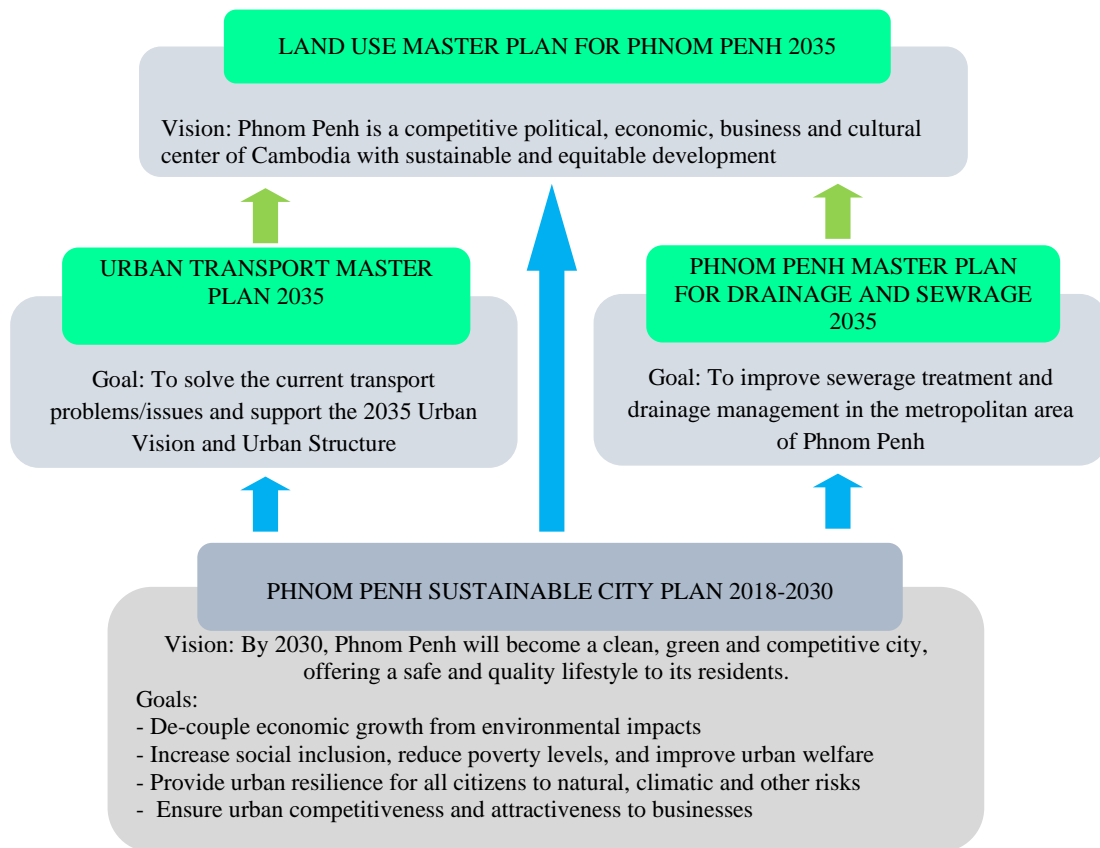 LAND USE MASTER PLAN FOR PHNOM PENH 2035
Vision: Phnom Penh is a competitive political, economic, business and cultural
center of Cambodia with sustainable and equitable development
URBAN TRANSPORT MASTER
PLAN 2035
Goal: To solve the current transport
problems/issues and support the 2035 Urban
Vision and Urban Structure
PHNOM PENH MASTER PLAN
FOR DRAINAGE AND SEWRAGE
2035
Goal: To improve sewerage treatment and
drainage management in the metropolitan area
of Phnom Penh
PHNOM PENH SUSTAINABLE CITY PLAN 2018-2030
Vision: By 2030, Phnom Penh will become a clean, green and competitive city,
offering a safe and quality lifestyle to its residents.
Goals:
- De-couple economic growth from environmental impacts
- Increase social inclusion, reduce poverty levels, and improve urban welfare
- Provide urban resilience for all citizens to natural, climatic and other risks
- Ensure urban competitiveness and attractiveness to businesses